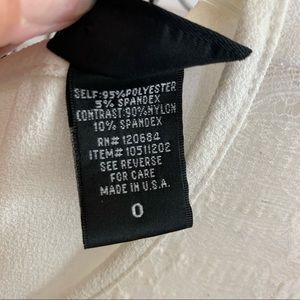 SELF:95%POLYESTER
5% SPANDEX
CONTRAST:90%NYLON
10% SPANDEX
RN# 120684
ITEM# 10511202
SEE REVERSE
FOR CARE
MADE IN U.S.A.
0